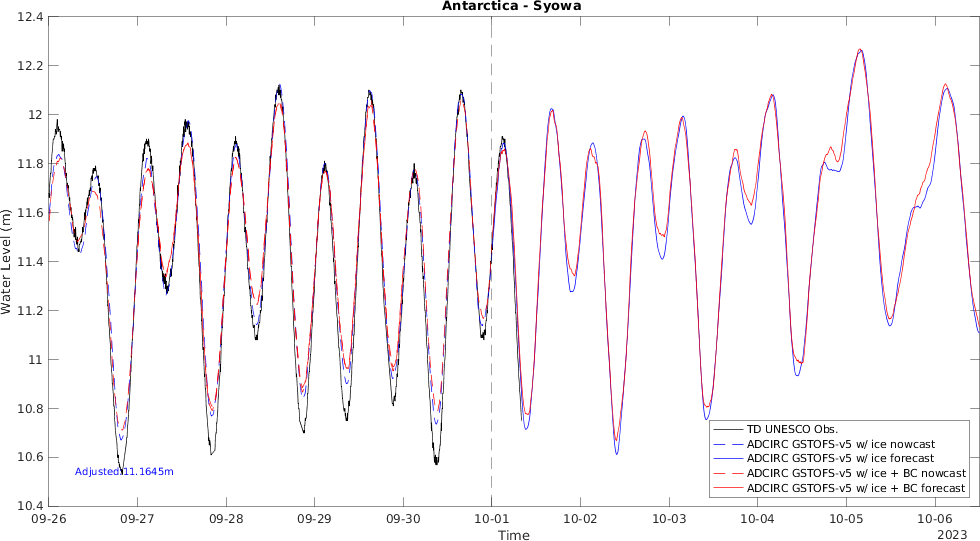 Antarctica - Syowa
Water Level (m)
12.4
12.2
12
11.8
11.6
11.4
11.2
11
10.8
10.6
10.4
Adjusted:11.1645m
TD UNESCO Obs.
ADCIRC GSTOFS-v5 w/ ice nowcast
ADCIRC GSTOFS-v5 w/ ice forecast
ADCIRC GSTOFS-v5 w/ ice + BC nowcast
ADCIRC GSTOFS-v5 w/ ice + BC forecast
09-26 09-27 09-28 09-29 09-30 10-01 10-02 10-03 10-04 10-05 10-06
Time
2023